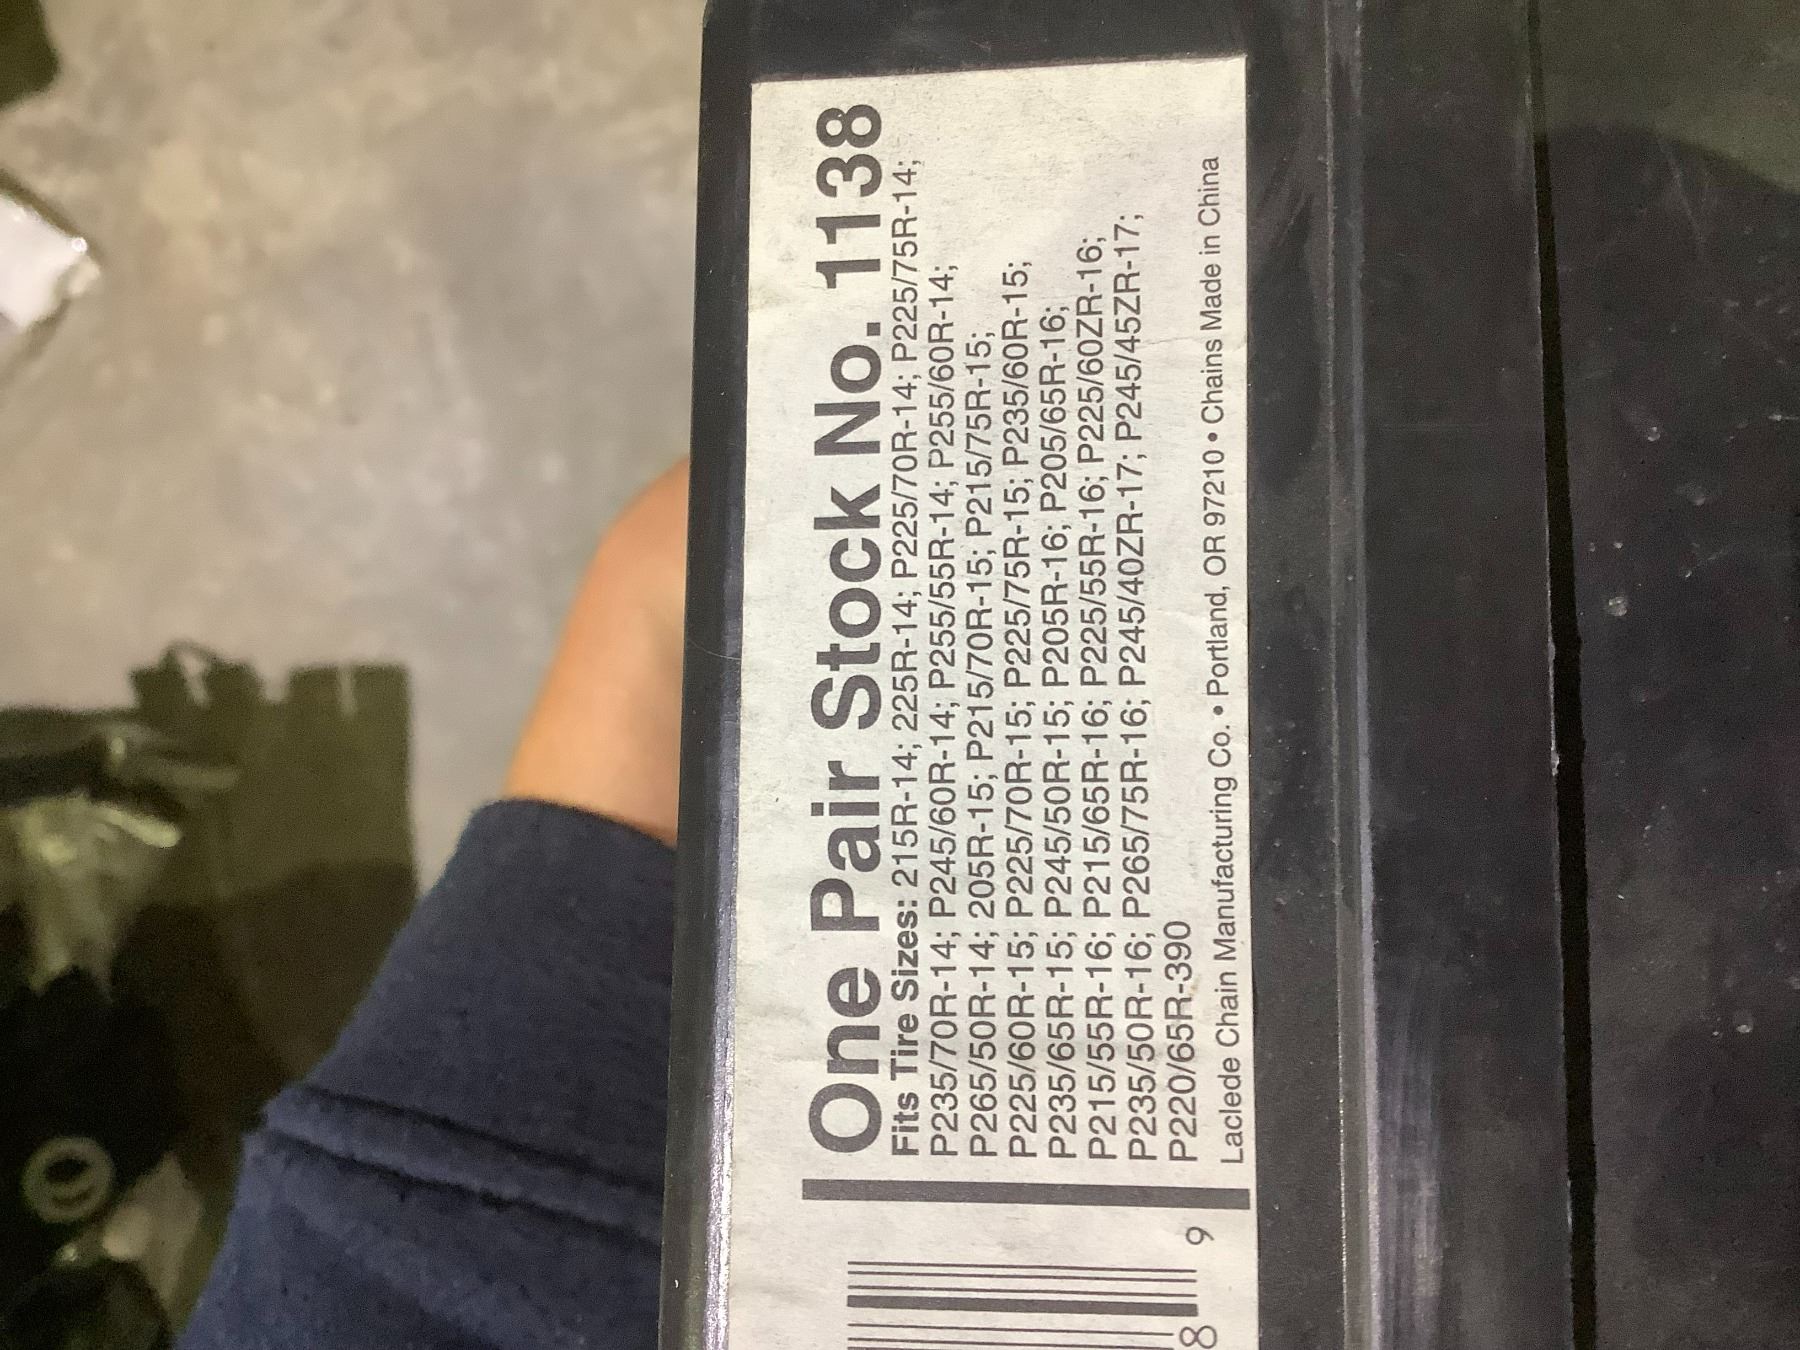 One Pair Stock No. 1138
Fits Tire Sizes: 215R-14; 225R-14; P225/70R-14; P225/75R-14;
P235/70R-14; P245/60R-14; P255/55R-14; P255/60R-14;
P265/50R-14; 205R-15; P215/70R-15; P215/75R-15;
P225/60R-15; P225/70R-15; P225/75R-15; P235/60R-15;
P235/65R-15; P245/50R-15; P205R-16; P205/65R-16;
P215/55R-16; P215/65R-16; P225/55R-16; P225/60ZR-16;
P235/50R-16; P265/75R-16; P245/40ZR-17; P245/45ZR-17;
P220/65R-390
Laclede Chain Manufacturing Co. • Portland, OR 97210 • Chains Made in China
8 9